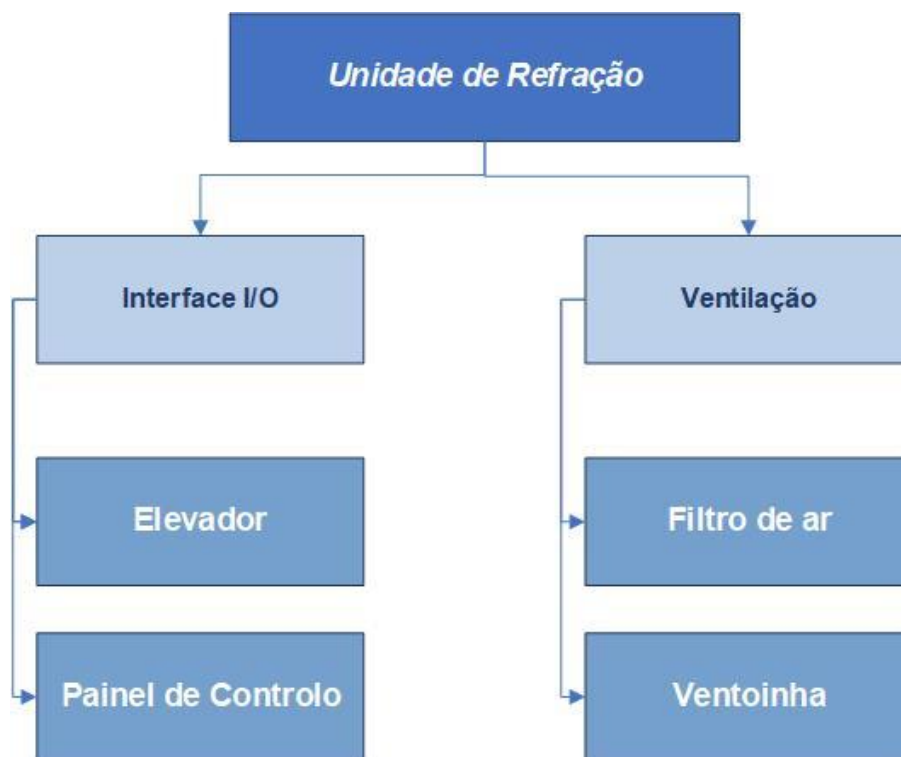 Unidade de Refração
Interface I/O
Ventilação
Elevador
Filtro de ar
Painel de Controlo
Ventoinha